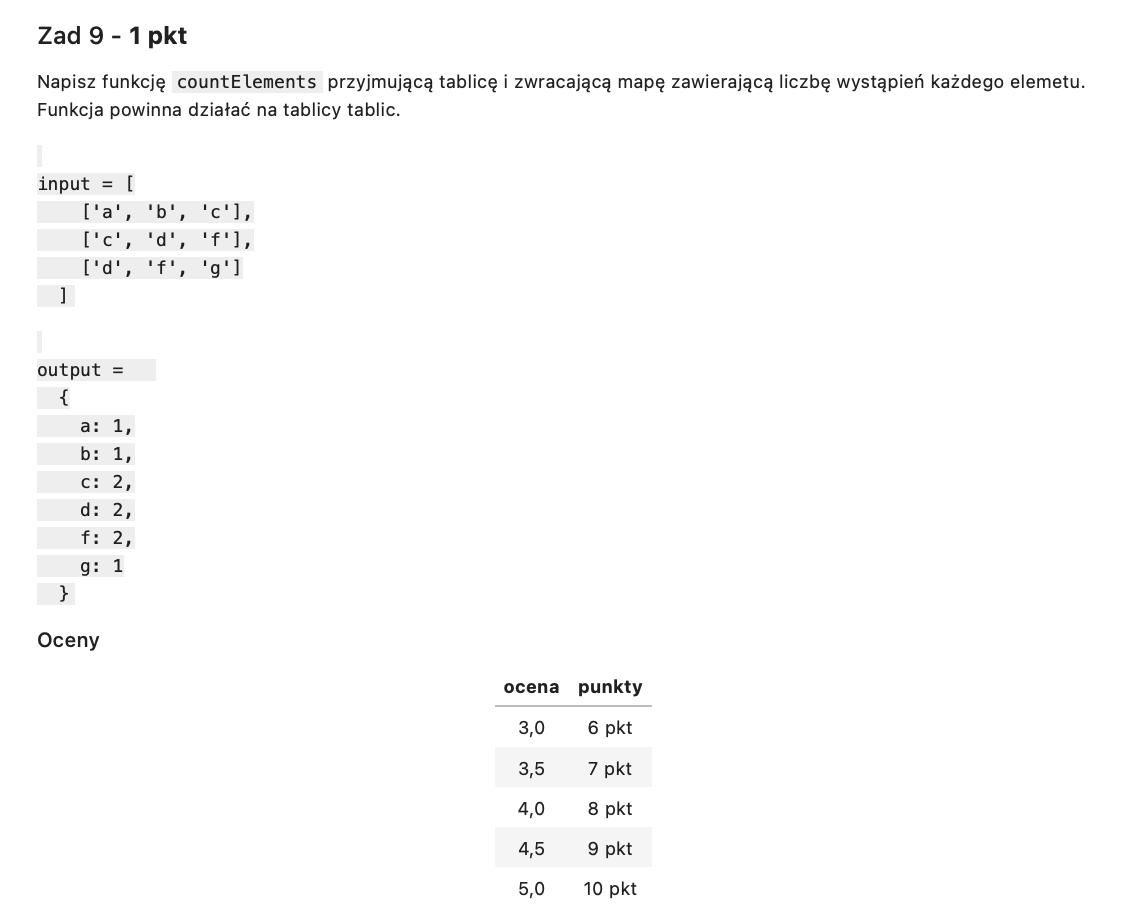 Zad 9 - 1 pkt
Napisz funkcję countElements przyjmującą tablicę i zwracającą mapę zawierającą liczbę wystąpień każdego elemetu.
Funkcja powinna działać na tablicy tablic.
input = [
    ['a', 'b', 'c'],
    ['c', 'd', 'f'],
    ['d', 'f', 'g']
  ]
output =
  {
    a: 1,
    b: 1,
    c: 2,
    d: 2,
    f: 2,
    g: 1
  }
Oceny
ocena punkty
3,0 6 pkt
3,5 7 pkt
4,0 8 pkt
4,5 9 pkt
5,0 10 pkt